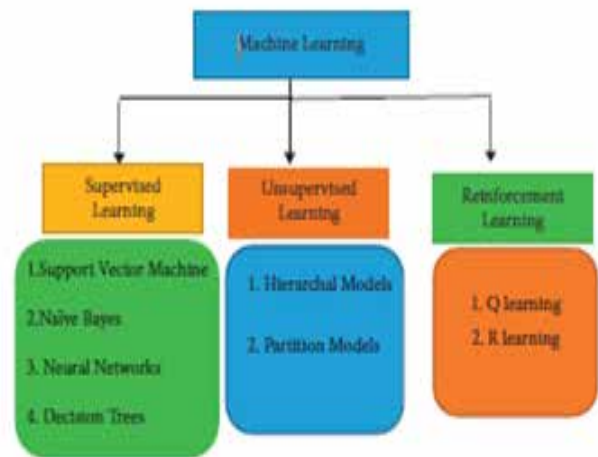 Machine Learning
Supervised
Learning
Unsupervised
Learning
Reinforcement
Learning
1.Support Vector Machine
2.Naïve Bayes
3. Neural Networks
4. Decision Trees
1. Hierarchal Models
2. Partition Models
1. Q learning
2. R learning